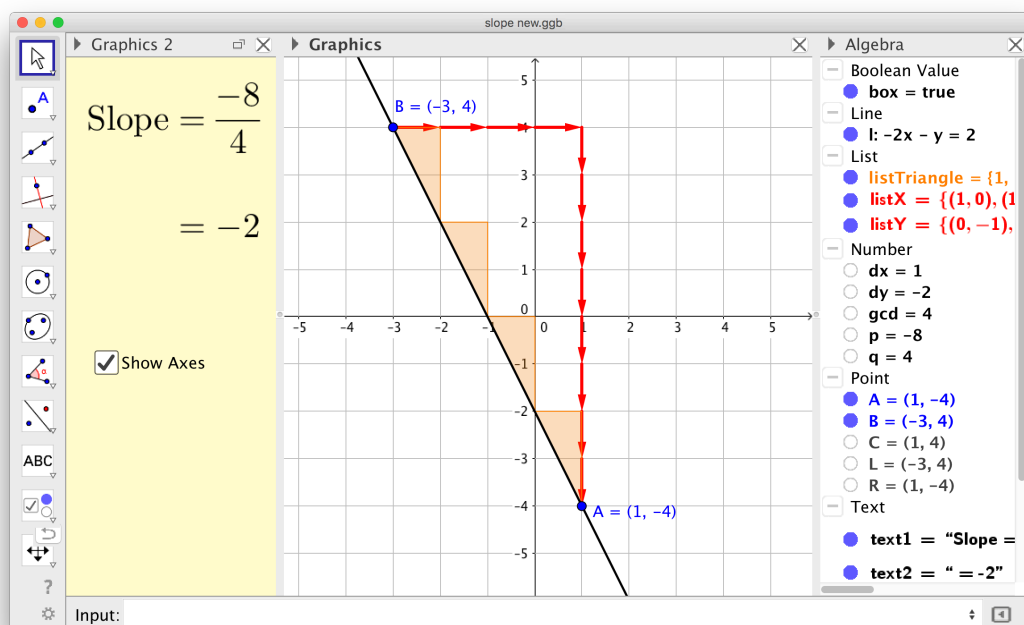 slope new.ggb
Graphics 2
Slope = −8/4
= −2
Show Axes
A
ABC
α
?
Graphics
B = (-3, 4)
A = (1, -4)
5
4
3
2
1
0
-1
-2
-3
-4
-5
-5 -4 -3 -2 -1 0 1 2 3 4 5
Algebra
Boolean Value
box = true
Line
l: -2x - y = 2
List
listTriangle = {1,
listX = {(1, 0), (1
listY = {(0, −1),
Number
dx = 1
dy = -2
gcd = 4
p = -8
q = 4
Point
A = (1, -4)
B = (-3, 4)
C = (1, 4)
L = (-3, 4)
R = (1, -4)
Text
text1 = “Slope =
text2 = “ = -2”
Input: